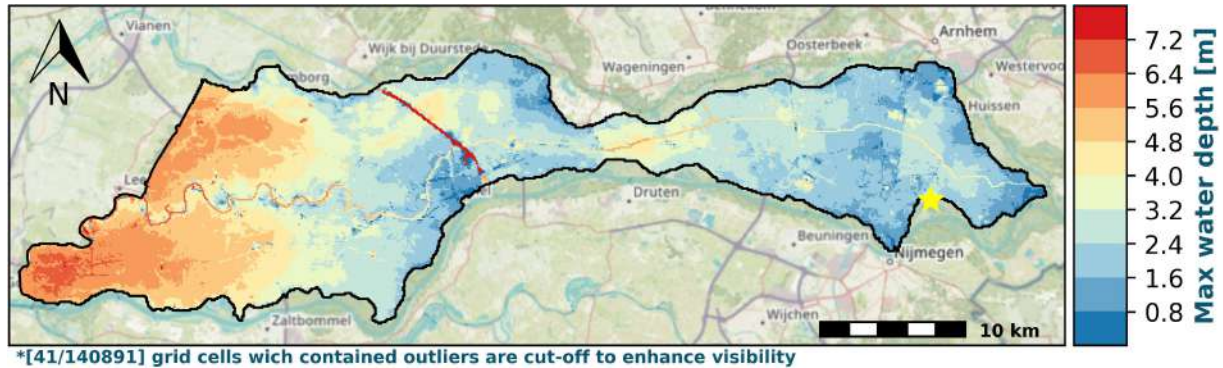 Vianen
Wijk bij Duurstede
Oosterbeek
Arnhem
Wageningen
Westervoo
N
Huissen
Druten
Beuningen
Nijmegen
Zaltbommel
Wijchen
10 km
7.2
6.4
5.6
4.8
4.0
3.2
2.4
1.6
0.8
Max water depth [m]
*[41/140891] grid cells wich contained outliers are cut-off to enhance visibility